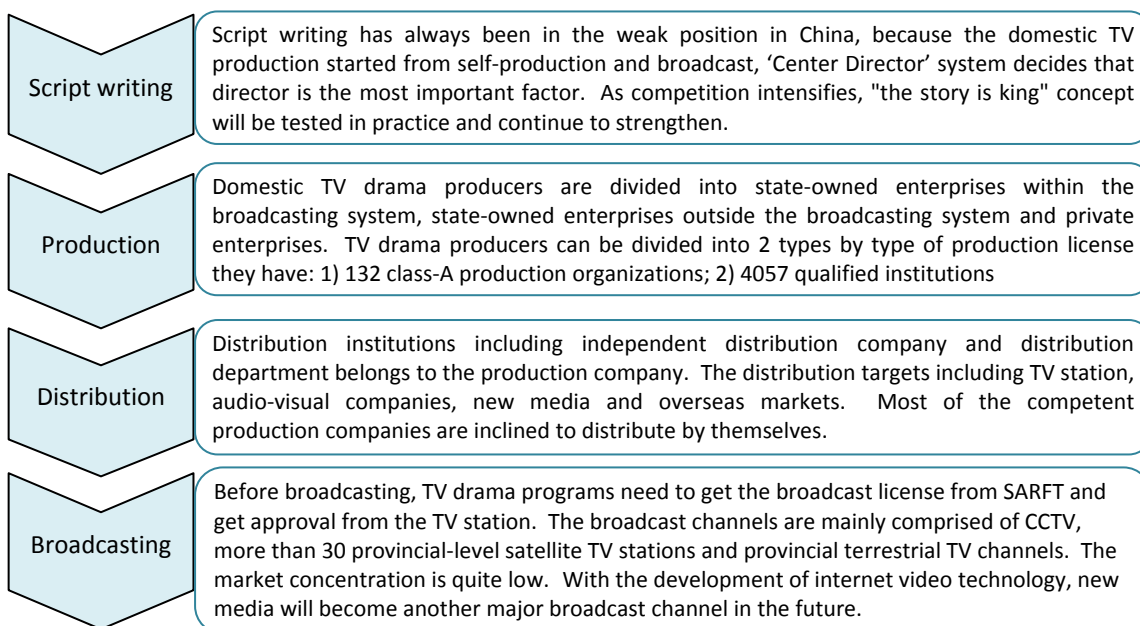 Script writing
Script writing has always been in the weak position in China, because the domestic TV
production started from self-production and broadcast, ‘Center Director’ system decides that
director is the most important factor. As competition intensifies, "the story is king" concept
will be tested in practice and continue to strengthen.
Production
Domestic TV drama producers are divided into state-owned enterprises within the
broadcasting system, state-owned enterprises outside the broadcasting system and private
enterprises. TV drama producers can be divided into 2 types by type of production license
they have: 1) 132 class-A production organizations; 2) 4057 qualified institutions
Distribution
Distribution institutions including independent distribution company and distribution
department belongs to the production company. The distribution targets including TV station,
audio-visual companies, new media and overseas markets. Most of the competent
production companies are inclined to distribute by themselves.
Broadcasting
Before broadcasting, TV drama programs need to get the broadcast license from SARFT and
get approval from the TV station. The broadcast channels are mainly comprised of CCTV,
more than 30 provincial-level satellite TV stations and provincial terrestrial TV channels. The
market concentration is quite low. With the development of internet video technology, new
media will become another major broadcast channel in the future.